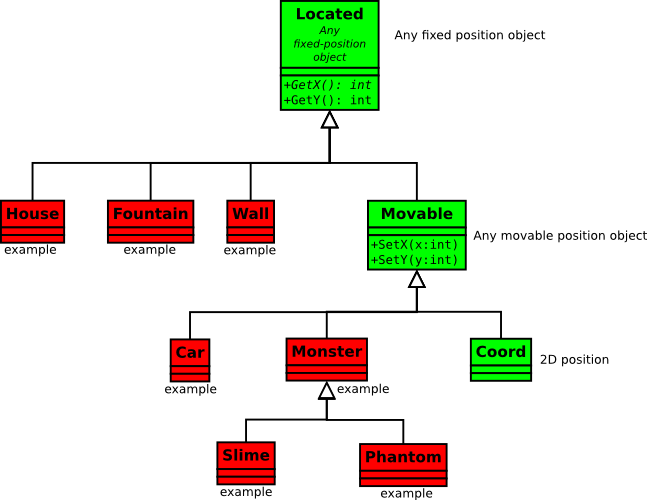 Located
Any
fixed-position
object
Any fixed position object
+GetX(): int
+GetY(): int
House
Fountain
Wall
Movable
example
example
example
+SetX(x:int)
+SetY(y:int)
Any movable position object
Car
Monster
Coord
2D position
example
example
Slime
Phantom
example
example